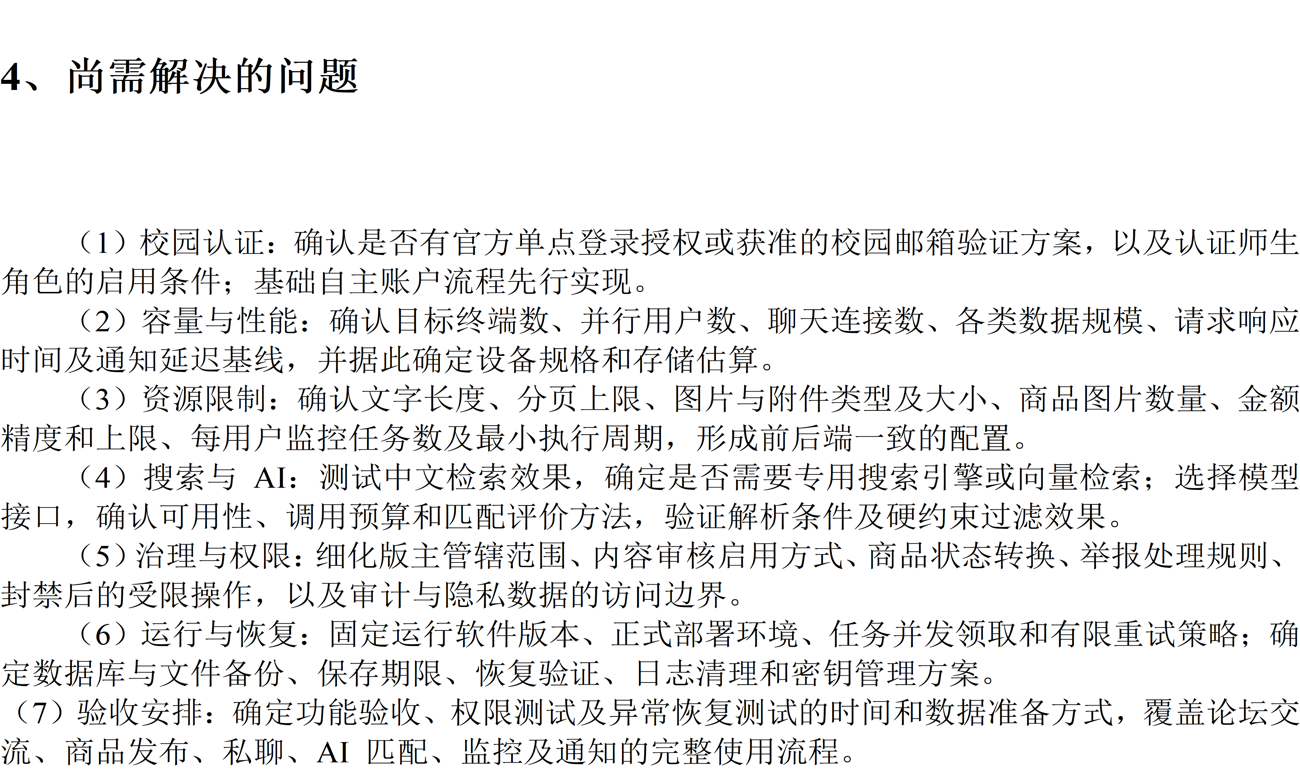 4、尚需解决的问题
（1）校园认证：确认是否有官方单点登录授权或获准的校园邮箱验证方案，以及认证师生
角色的启用条件；基础自主账户流程先行实现。
（2）容量与性能：确认目标终端数、并行用户数、聊天连接数、各类数据规模、请求响应
时间及通知延迟基线，并据此确定设备规格和存储估算。
（3）资源限制：确认文字长度、分页上限、图片与附件类型及大小、商品图片数量、金额
精度和上限、每用户监控任务数及最小执行周期，形成前后端一致的配置。
（4）搜索与 AI：测试中文检索效果，确定是否需要专用搜索引擎或向量检索；选择模型
接口，确认可用性、调用预算和匹配评价方法，验证解析条件及硬约束过滤效果。
（5）治理与权限：细化版主管辖范围、内容审核启用方式、商品状态转换、举报处理规则、
封禁后的受限操作，以及审计与隐私数据的访问边界。
（6）运行与恢复：固定运行软件版本、正式部署环境、任务并发领取和有限重试策略；确
定数据库与文件备份、保存期限、恢复验证、日志清理和密钥管理方案。
（7）验收安排：确定功能验收、权限测试及异常恢复测试的时间和数据准备方式，覆盖论坛交
流、商品发布、私聊、AI 匹配、监控及通知的完整使用流程。